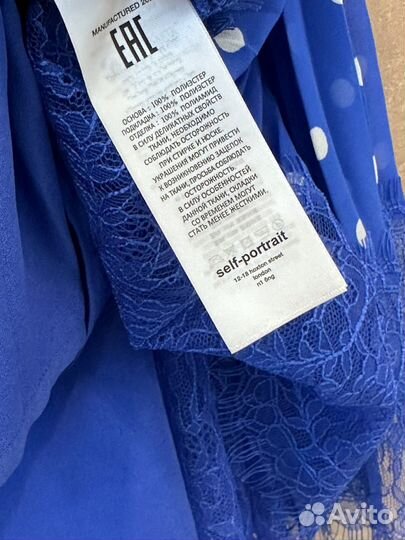 MANUFACTURED 20
EAC
ОСНОВА : 100% ПОЛИЭСТЕР
ПОДКЛАДКА : 100% ПОЛИЭСТЕР
ОТДЕЛКА : 100% ПОЛИАМИД
В СИЛУ ДЕЛИКАТНЫХ СВОЙСТВ
ТКАНИ, НЕОБХОДИМО
СОБЛЮДАТЬ ОСТОРОЖНОСТЬ
ПРИ СТИРКЕ И НОСКЕ.
УКРАШЕНИЯ МОГУТ ПРИВЕСТИ
К ВОЗНИКНОВЕНИЮ ЗАЦЕПОК
НА ТКАНИ, ПРОСЬБА СОБЛЮДАТЬ
ОСТОРОЖНОСТЬ.
В СИЛУ ОСОБЕННОСТЕЙ
ДАННОЙ ТКАНИ, СКЛАДКИ
СО ВРЕМЕНЕМ МОГУТ
СТАТЬ МЕНЕЕ ЖЕСТКИМИ.
self-portrait
12-18 hoxton street
london
n1 6ng
Avito